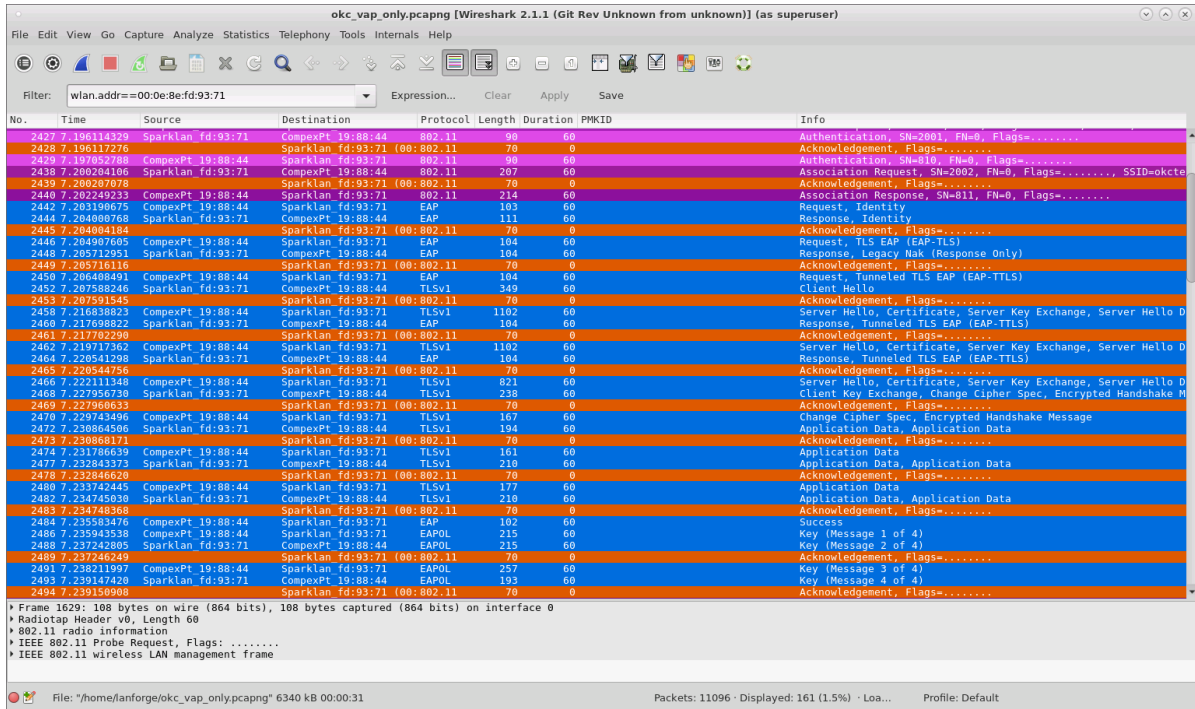 okc_vap_only.pcapng [Wireshark 2.1.1 (Git Rev Unknown from unknown)] (as superuser)
File Edit View Go Capture Analyze Statistics Telephony Tools Internals Help
Filter: wlan.addr==00:0e:8e:fd:93:71 Expression... Clear Apply Save
No. Time Source Destination Protocol Length Duration PMKID Info
2427 7.196114329 Sparklan_fd:93:71 CompexPt_19:88:44 802.11 90 60 Authentication, SN=2001, FN=0, Flags=........
2428 7.196117276 Sparklan_fd:93:71 (00: 802.11 70 0 Acknowledgement, Flags=........
2429 7.197052788 CompexPt_19:88:44 Sparklan_fd:93:71 802.11 90 60 Authentication, SN=810, FN=0, Flags=........
2438 7.200204106 Sparklan_fd:93:71 CompexPt_19:88:44 802.11 207 60 Association Request, SN=2002, FN=0, Flags=........, SSID=okcte
2439 7.200207078 Sparklan_fd:93:71 (00: 802.11 70 0 Acknowledgement, Flags=........
2440 7.202249233 CompexPt_19:88:44 Sparklan_fd:93:71 802.11 214 60 Association Response, SN=811, FN=0, Flags=........
2442 7.203190675 CompexPt_19:88:44 Sparklan_fd:93:71 EAP 103 60 Request, Identity
2444 7.204000768 Sparklan_fd:93:71 CompexPt_19:88:44 EAP 111 60 Response, Identity
2445 7.204004184 Sparklan_fd:93:71 (00: 802.11 70 0 Acknowledgement, Flags=........
2446 7.204907605 CompexPt_19:88:44 Sparklan_fd:93:71 EAP 104 60 Request, TLS EAP (EAP-TLS)
2448 7.205712951 Sparklan_fd:93:71 CompexPt_19:88:44 EAP 104 60 Response, Legacy Nak (Response Only)
2449 7.205716116 Sparklan_fd:93:71 (00: 802.11 70 0 Acknowledgement, Flags=........
2450 7.206408491 CompexPt_19:88:44 Sparklan_fd:93:71 EAP 104 60 Request, Tunneled TLS EAP (EAP-TTLS)
2452 7.207588246 Sparklan_fd:93:71 CompexPt_19:88:44 TLSv1 349 60 Client Hello
2453 7.207591545 Sparklan_fd:93:71 (00: 802.11 70 0 Acknowledgement, Flags=........
2458 7.216838823 CompexPt_19:88:44 Sparklan_fd:93:71 TLSv1 1102 60 Server Hello, Certificate, Server Key Exchange, Server Hello D
2460 7.217698822 Sparklan_fd:93:71 CompexPt_19:88:44 EAP 104 60 Response, Tunneled TLS EAP (EAP-TTLS)
2461 7.217702290 Sparklan_fd:93:71 (00: 802.11 70 0 Acknowledgement, Flags=........
2462 7.219717362 CompexPt_19:88:44 Sparklan_fd:93:71 TLSv1 1102 60 Server Hello, Certificate, Server Key Exchange, Server Hello D
2464 7.220541298 Sparklan_fd:93:71 CompexPt_19:88:44 EAP 104 60 Response, Tunneled TLS EAP (EAP-TTLS)
2465 7.220544756 Sparklan_fd:93:71 (00: 802.11 70 0 Acknowledgement, Flags=........
2466 7.222111348 CompexPt_19:88:44 Sparklan_fd:93:71 TLSv1 821 60 Server Hello, Certificate, Server Key Exchange, Server Hello D
2468 7.227956730 Sparklan_fd:93:71 CompexPt_19:88:44 TLSv1 238 60 Client Key Exchange, Change Cipher Spec, Encrypted Handshake M
2469 7.227960633 Sparklan_fd:93:71 (00: 802.11 70 0 Acknowledgement, Flags=........
2470 7.229743496 CompexPt_19:88:44 Sparklan_fd:93:71 TLSv1 167 60 Change Cipher Spec, Encrypted Handshake Message
2472 7.230864506 Sparklan_fd:93:71 CompexPt_19:88:44 TLSv1 194 60 Application Data, Application Data
2473 7.230868171 Sparklan_fd:93:71 (00: 802.11 70 0 Acknowledgement, Flags=........
2474 7.231786639 CompexPt_19:88:44 Sparklan_fd:93:71 TLSv1 161 60 Application Data
2477 7.232843373 Sparklan_fd:93:71 CompexPt_19:88:44 TLSv1 210 60 Application Data, Application Data
2478 7.232846620 Sparklan_fd:93:71 (00: 802.11 70 0 Acknowledgement, Flags=........
2480 7.233742445 CompexPt_19:88:44 Sparklan_fd:93:71 TLSv1 177 60 Application Data
2482 7.234745030 Sparklan_fd:93:71 CompexPt_19:88:44 TLSv1 210 60 Application Data, Application Data
2483 7.234748368 Sparklan_fd:93:71 (00: 802.11 70 0 Acknowledgement, Flags=........
2484 7.235583476 CompexPt_19:88:44 Sparklan_fd:93:71 EAP 102 60 Success
2486 7.235943538 CompexPt_19:88:44 Sparklan_fd:93:71 EAPOL 215 60 Key (Message 1 of 4)
2488 7.237242805 Sparklan_fd:93:71 CompexPt_19:88:44 EAPOL 215 60 Key (Message 2 of 4)
2489 7.237246249 Sparklan_fd:93:71 (00: 802.11 70 0 Acknowledgement, Flags=........
2491 7.238211997 CompexPt_19:88:44 Sparklan_fd:93:71 EAPOL 257 60 Key (Message 3 of 4)
2493 7.239147420 Sparklan_fd:93:71 CompexPt_19:88:44 EAPOL 193 60 Key (Message 4 of 4)
2494 7.239150908 Sparklan_fd:93:71 (00: 802.11 70 0 Acknowledgement, Flags=........
Frame 1629: 108 bytes on wire (864 bits), 108 bytes captured (864 bits) on interface 0
Radiotap Header v0, Length 60
802.11 radio information
IEEE 802.11 Probe Request, Flags: ........
IEEE 802.11 wireless LAN management frame
File: "/home/lanforge/okc_vap_only.pcapng" 6340 kB 00:00:31 Packets: 11096 · Displayed: 161 (1.5%) · Loa... Profile: Default